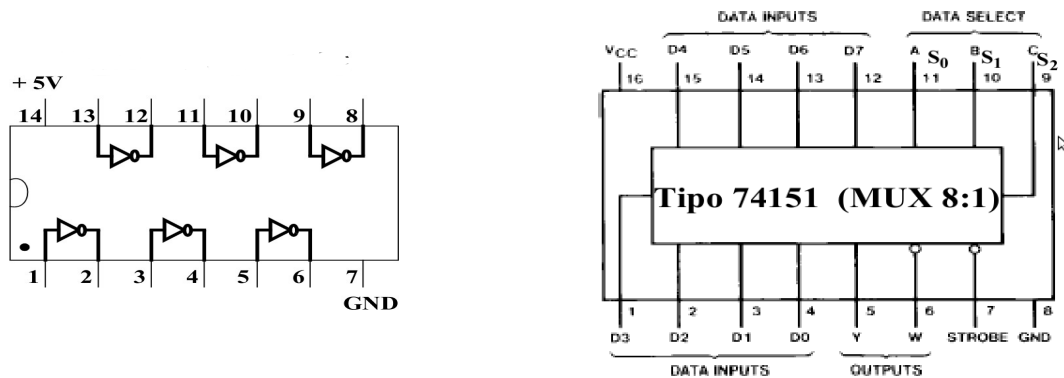 + 5V
14 13 12 11 10 9 8
1 2 3 4 5 6 7
GND
DATA INPUTS DATA SELECT
VCC D4 D5 D6 D7 A S0 B S1 C S2
16 15 14 13 12 11 10 9
Tipo 74151 (MUX 8:1)
1 2 3 4 5 6 7 8
D3 D2 D1 D0 Y W STROBE GND
DATA INPUTS OUTPUTS